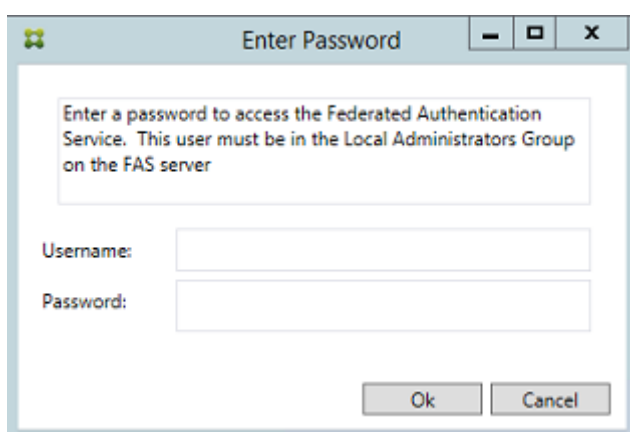 Enter Password
Enter a password to access the Federated Authentication
Service. This user must be in the Local Administrators Group
on the FAS server
Username:
Password:
Ok
Cancel